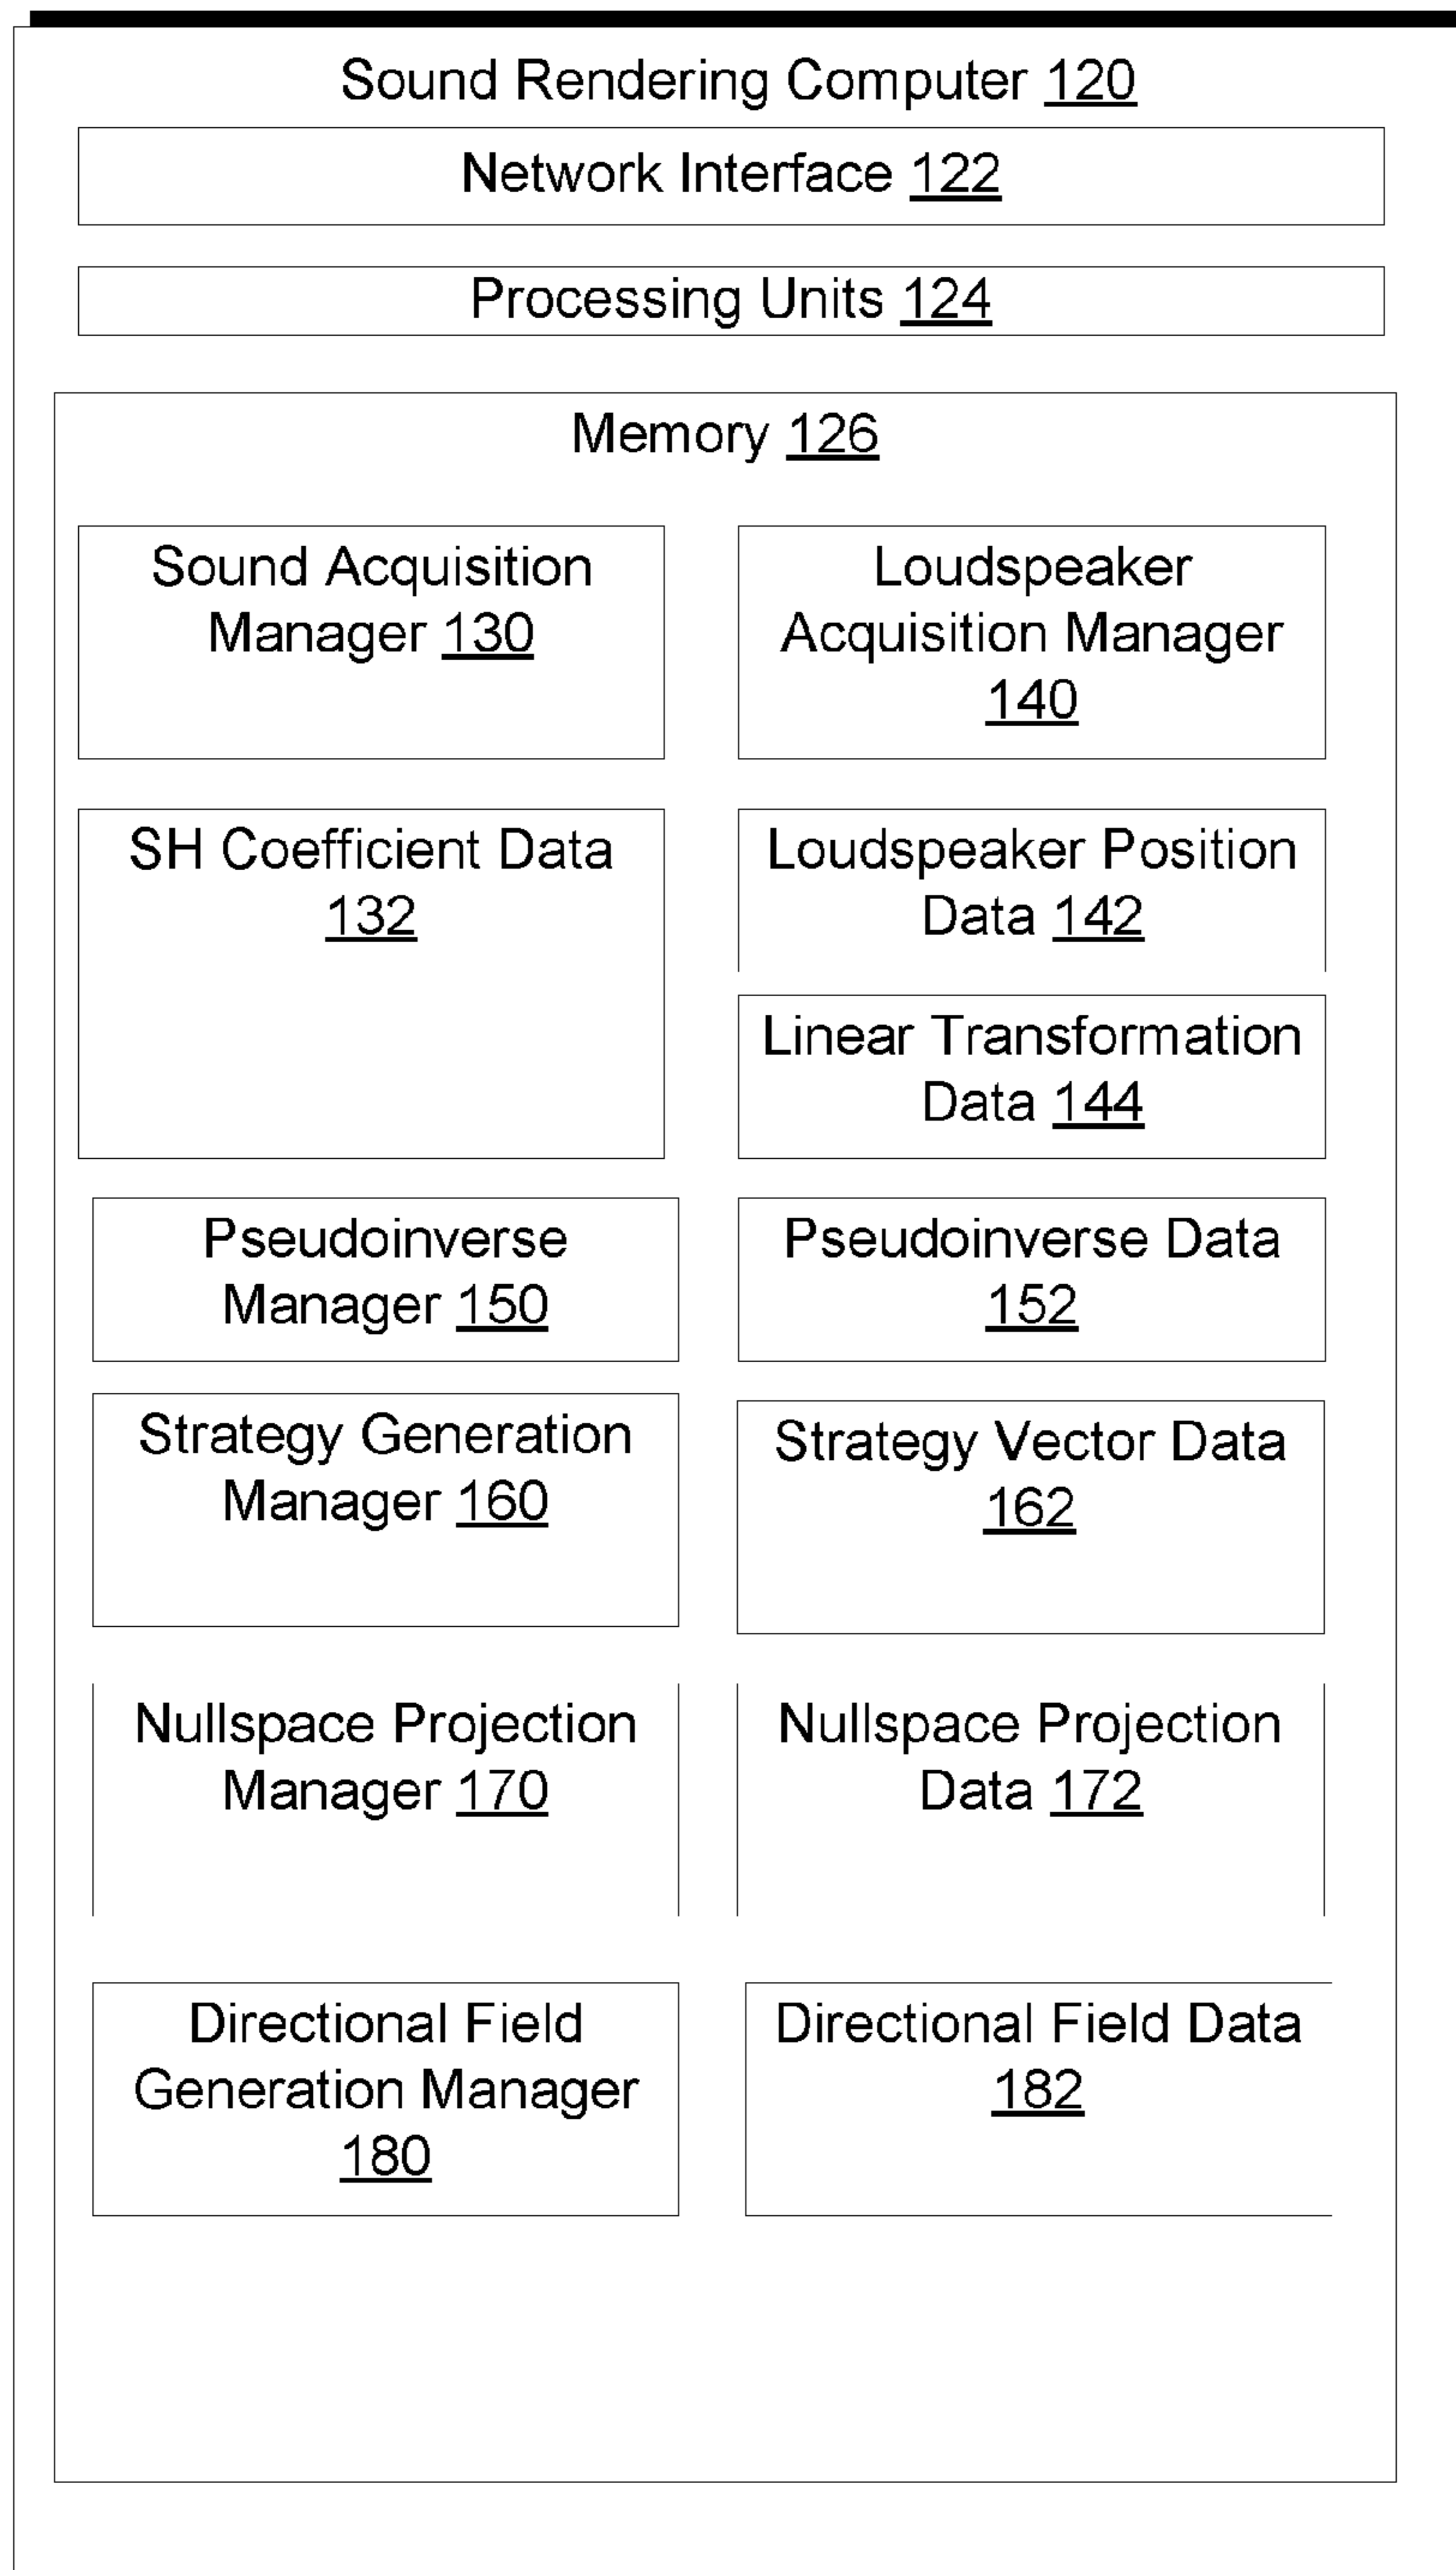 Sound Rendering Computer 120
Network Interface 122
Processing Units 124
Memory 126
Sound Acquisition
Manager 130
Loudspeaker
Acquisition Manager
140
SH Coefficient Data
132
Loudspeaker Position
Data 142
Linear Transformation
Data 144
Pseudoinverse
Manager 150
Pseudoinverse Data
152
Strategy Generation
Manager 160
Strategy Vector Data
162
Nullspace Projection
Manager 170
Nullspace Projection
Data 172
Directional Field
Generation Manager
180
Directional Field Data
182